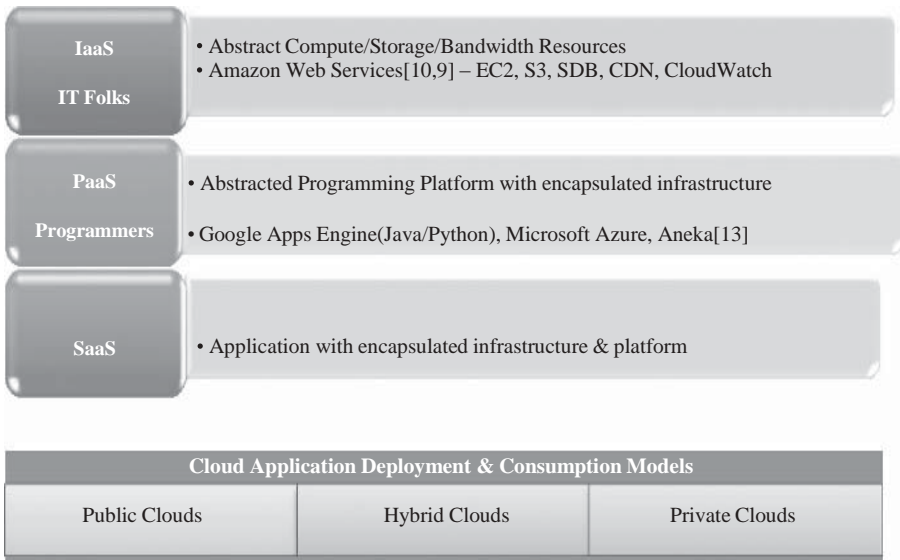 IaaS
IT Folks
• Abstract Compute/Storage/Bandwidth Resources
• Amazon Web Services[10,9] – EC2, S3, SDB, CDN, CloudWatch
PaaS
Programmers
• Abstracted Programming Platform with encapsulated infrastructure
• Google Apps Engine(Java/Python), Microsoft Azure, Aneka[13]
SaaS
• Application with encapsulated infrastructure & platform
Cloud Application Deployment & Consumption Models
Public Clouds
Hybrid Clouds
Private Clouds